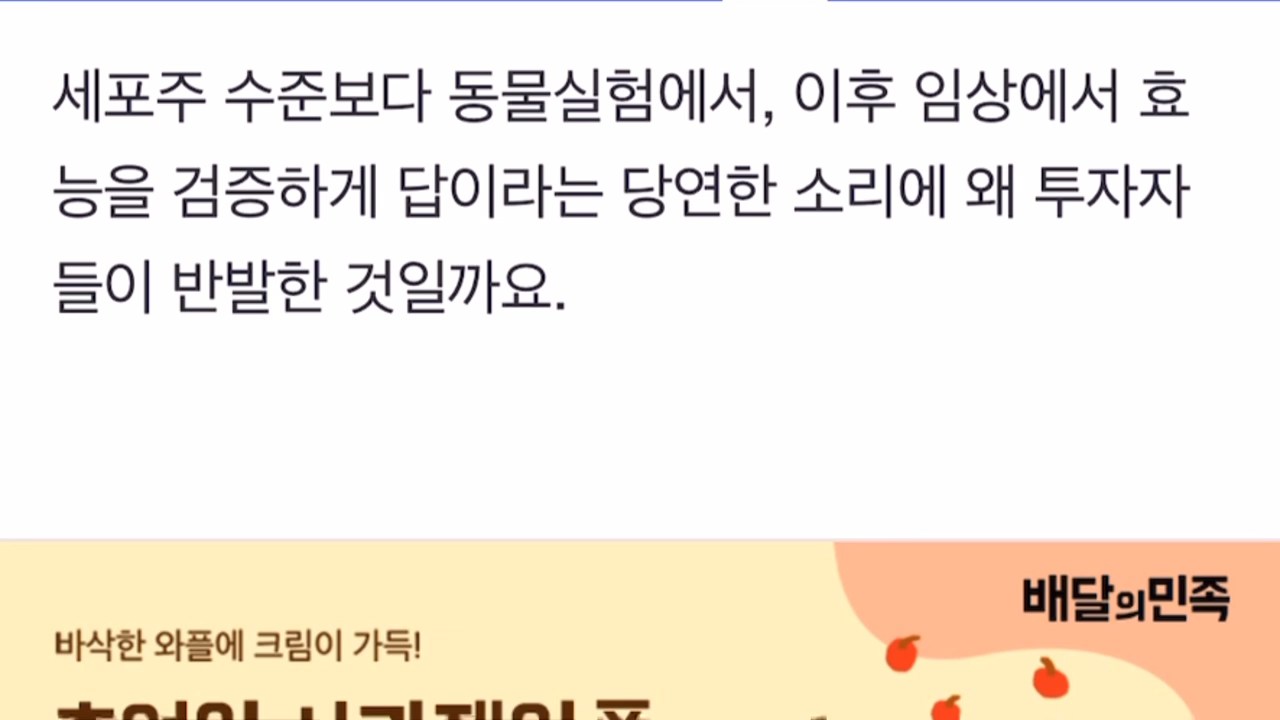 세포주 수준보다 동물실험에서, 이후 임상에서 효
능을 검증하게 답이라는 당연한 소리에 왜 투자자
들이 반발한 것일까요.
배달의민족
바삭한 와플에 크림이 가득!